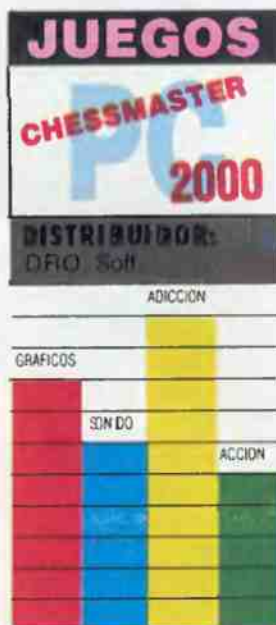 JUEGOS
CHESSMASTER
PC
2000
DISTRIBUIDOR:
DRO Soft
ADICCION
GRAFICOS
SONIDO
ACCION